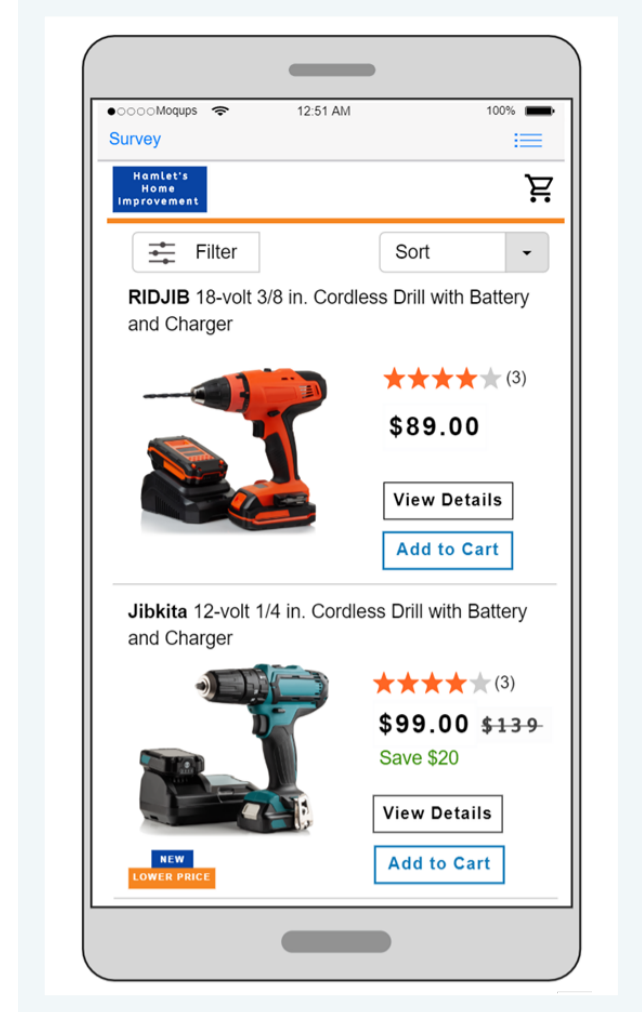 Moqups 12:51 AM 100%
Survey
Hamlet's
Home
Improvement
Filter Sort
RIDJIB 18-volt 3/8 in. Cordless Drill with Battery
and Charger
(3)
$89.00
View Details
Add to Cart
Jibkita 12-volt 1/4 in. Cordless Drill with Battery
and Charger
(3)
$99.00 $139
Save $20
View Details
Add to Cart
NEW
LOWER PRICE